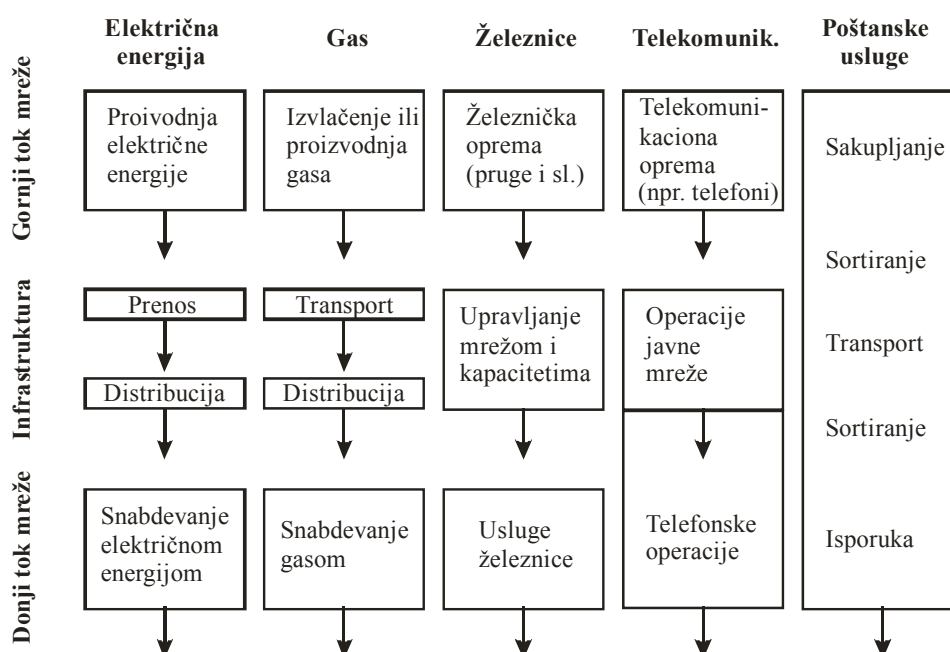 Električna
energija
Gas
Železnice
Telekomunik.
Poštanske
usluge
Gornji tok mreže
Proivodnja
električne
energije
Izvlačenje ili
proizvodnja
gasa
Železnička
oprema
(pruge i sl.)
Telekomuni-
kaciona
oprema
(npr. telefoni)
Sakupljanje
Sortiranje
Infrastruktura
Prenos
Transport
Upravljanje
mrežom i
kapacitetima
Operacije
javne
mreže
Transport
Distribucija
Distribucija
Sortiranje
Donji tok mreže
Snabdevanje
električnom
energijom
Snabdevanje
gasom
Usluge
železnice
Telefonske
operacije
Isporuka